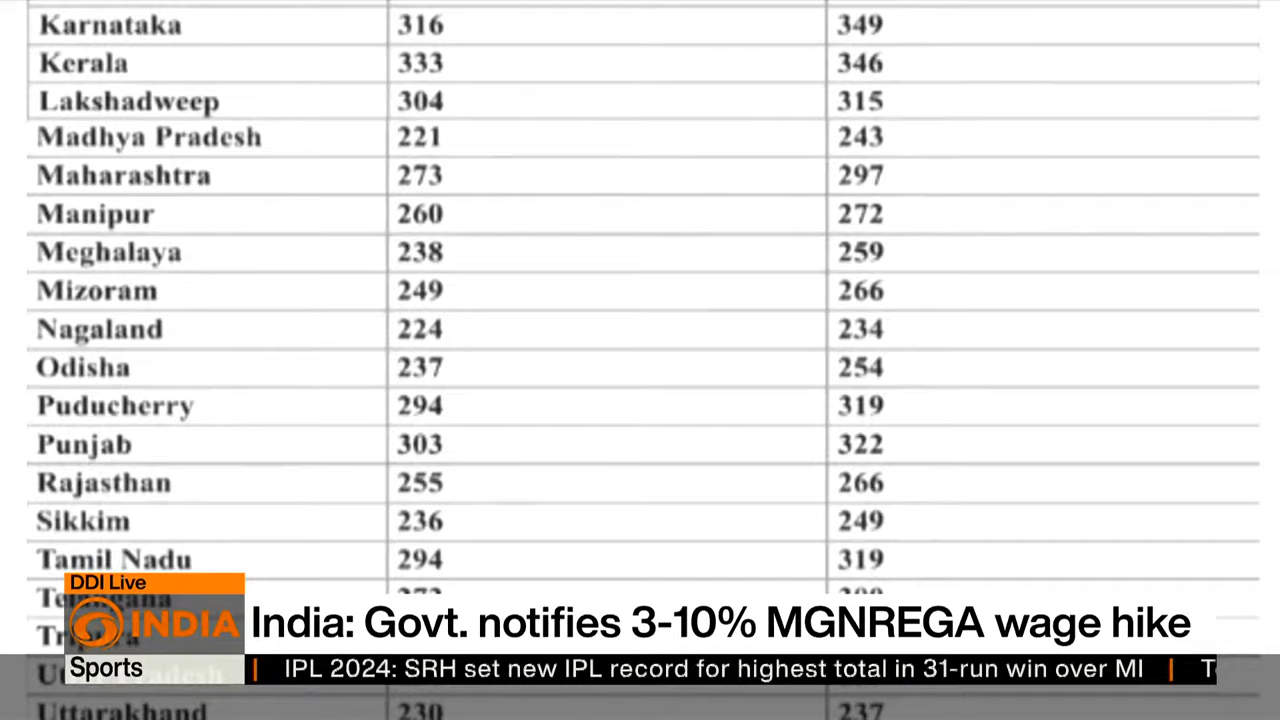 Karnataka 316 349
Kerala 333 346
Lakshadweep 304 315
Madhya Pradesh 221 243
Maharashtra 273 297
Manipur 260 272
Meghalaya 238 259
Mizoram 249 266
Nagaland 224 234
Odisha 237 254
Puducherry 294 319
Punjab 303 322
Rajasthan 255 266
Sikkim 236 249
Tamil Nadu 294 319
DDI Live
INDIA
India: Govt. notifies 3-10% MGNREGA wage hike
Sports
| IPL 2024: SRH set new IPL record for highest total in 31-run win over MI |
Uttarakhand 230 237